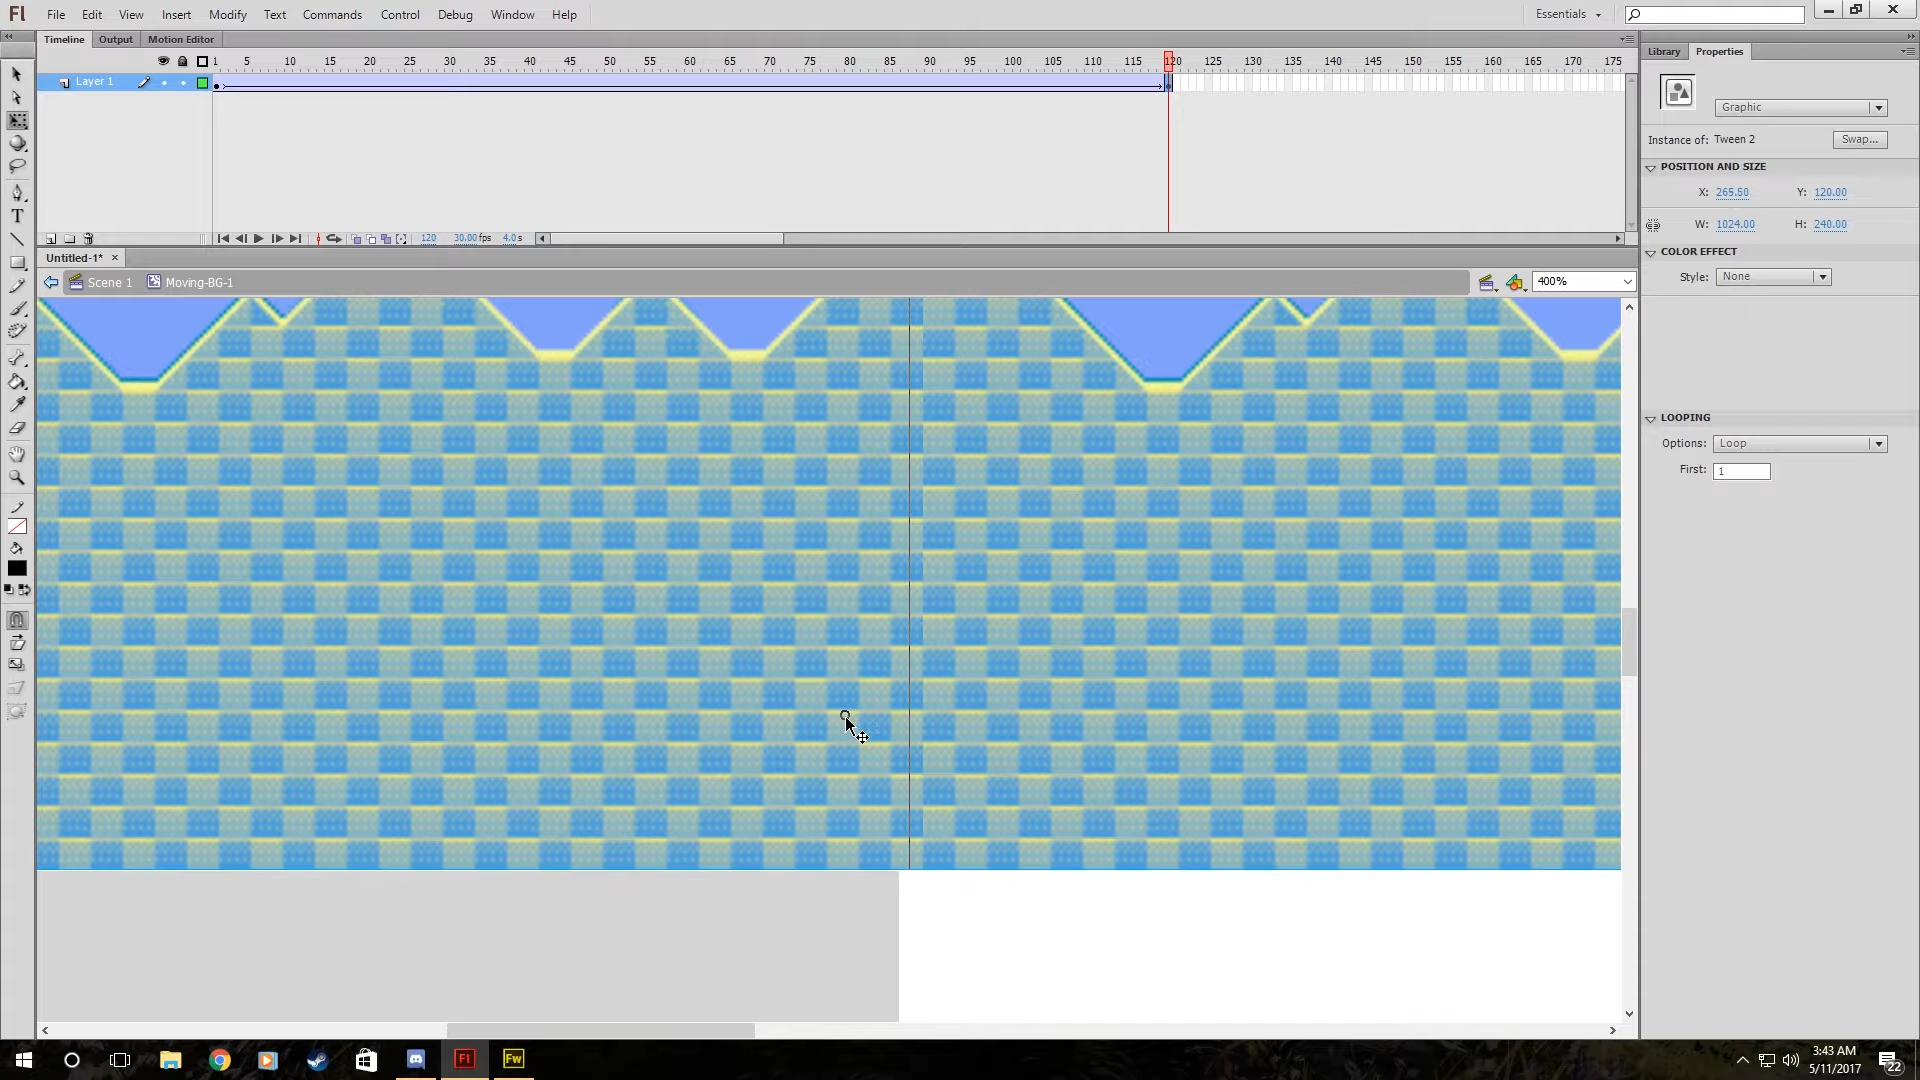 Fl File Edit View Insert Modify Text Commands Control Debug Window Help Essentials
Timeline Output Motion Editor
Library Properties
1 5 10 15 20 25 30 35 40 45 50 55 60 65 70 75 80 85 90 95 100 105 110 115 120 125 130 135 140 145 150 155 160 165 170 175
Layer 1
Graphic
Instance of: Tween 2 Swap...
POSITION AND SIZE
X: 265.50 Y: 120.00
W: 1024.00 H: 240.00
120 30.00 fps 4.0 s
COLOR EFFECT
Untitled-1* ×
Style: None
Scene 1 Moving-BG-1 400%
LOOPING
Options: Loop
First: 1
T
Fl Fw
3:43 AM
5/11/2017
22